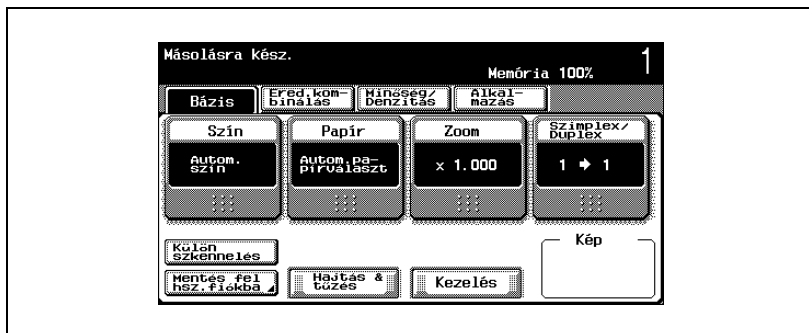 Másolásra kész.
Memória 100%
1
Bázis
Ered.kom-
binálás
Minőség/
Denzitás
Alkal-
mazás
Szín
Papír
Zoom
Szimplex/
Duplex
Autom.
szín
Autom.pa-
pírválaszt
x 1.000
1 ➜ 1
Külön
szkennelés
Kép
Mentés fel
hsz.fiókba
Hajtás &
tűzés
Kezelés